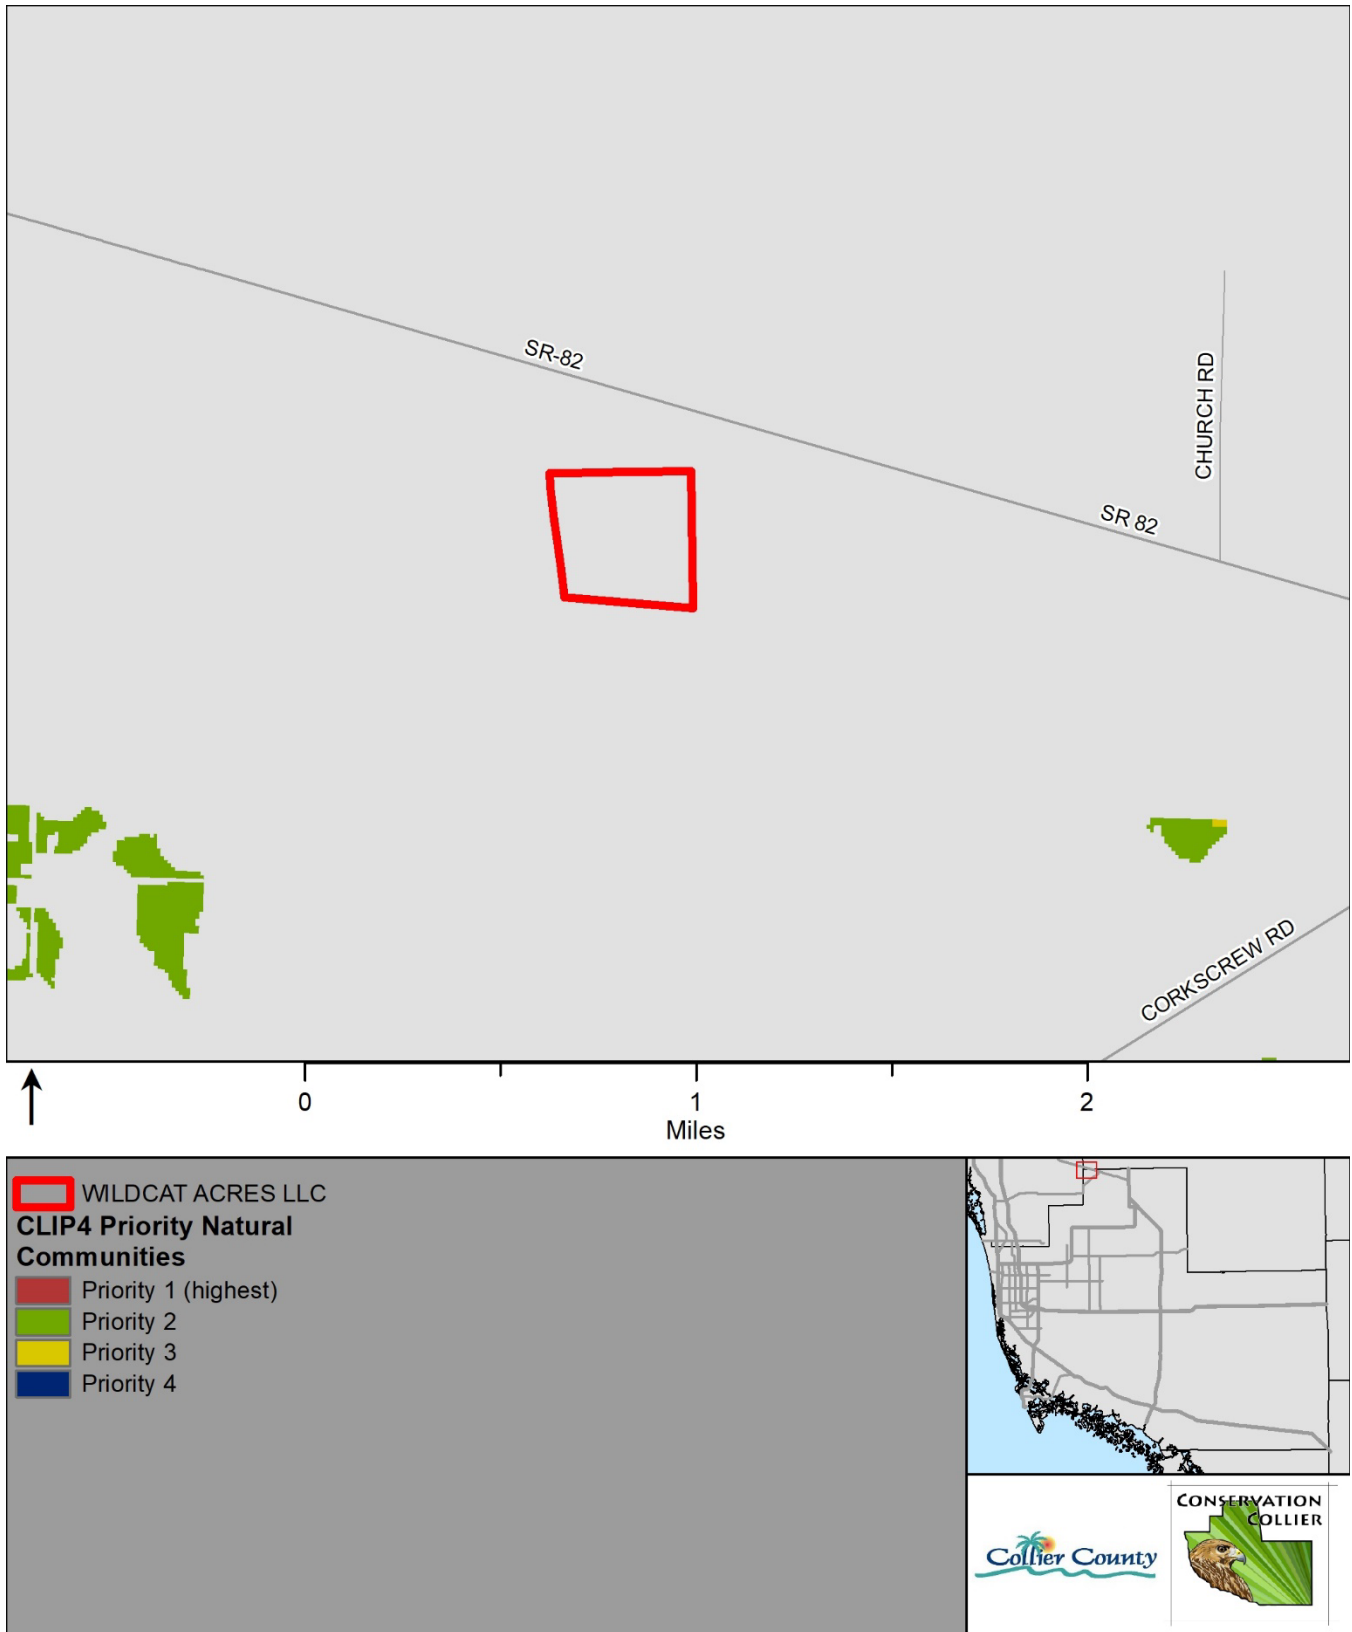 SR-82
CHURCH RD
SR 82
CORKSCREW RD
0
1
2
Miles
WILDCAT ACRES LLC
CLIP4 Priority Natural
Communities
Priority 1 (highest)
Priority 2
Priority 3
Priority 4
Collier County
CONSERVATION
COLLIER